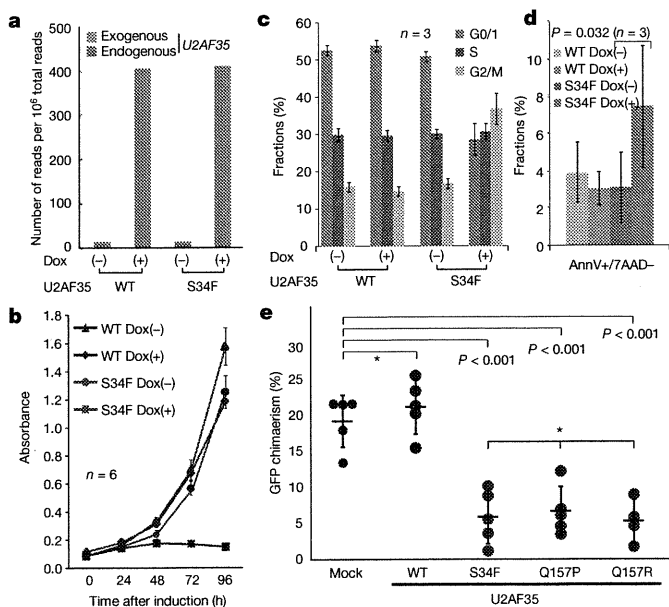 a
Exogenous
Endogenous
U2AF35
Number of reads per 10⁶ total reads
500
400
300
200
100
0
Dox (–) (+) (–) (+)
U2AF35 WT S34F
c
n = 3
G0/1
S
G2/M
Fractions (%)
60
50
40
30
20
10
0
Dox (–) (+) (–) (+)
U2AF35 WT S34F
d
P = 0.032 (n = 3)
WT Dox(–)
WT Dox(+)
S34F Dox(–)
S34F Dox(+)
Fractions (%)
12
10
8
6
4
2
0
AnnV+/7AAD–
b
WT Dox(–)
WT Dox(+)
S34F Dox(–)
S34F Dox(+)
n = 6
Absorbance
1.8
1.6
1.4
1.2
1.0
0.8
0.6
0.4
0.2
0.0
0 24 48 72 96
Time after induction (h)
e
* P < 0.001 P < 0.001 P < 0.001
*
GFP chimaerism (%)
30
25
20
15
10
5
0
Mock WT S34F Q157P Q157R
U2AF35